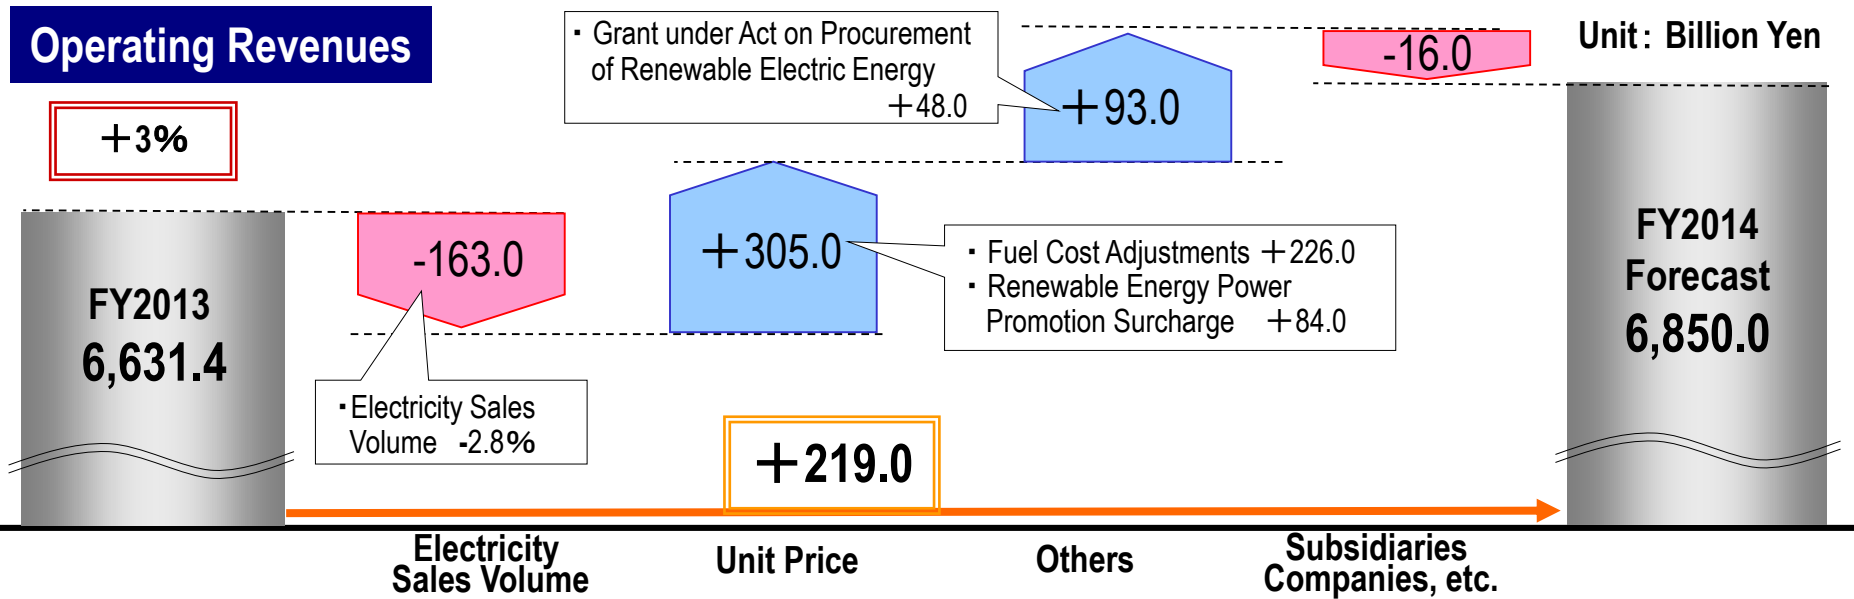 Operating Revenues
Unit: Billion Yen
+3%
・Grant under Act on Procurement
of Renewable Electric Energy
+48.0
+93.0
-16.0
-163.0
+305.0
・Fuel Cost Adjustments +226.0
・Renewable Energy Power
Promotion Surcharge +84.0
FY2013
6,631.4
FY2014
Forecast
6,850.0
・Electricity Sales
Volume -2.8%
+219.0
Electricity
Sales Volume
Unit Price
Others
Subsidiaries
Companies, etc.